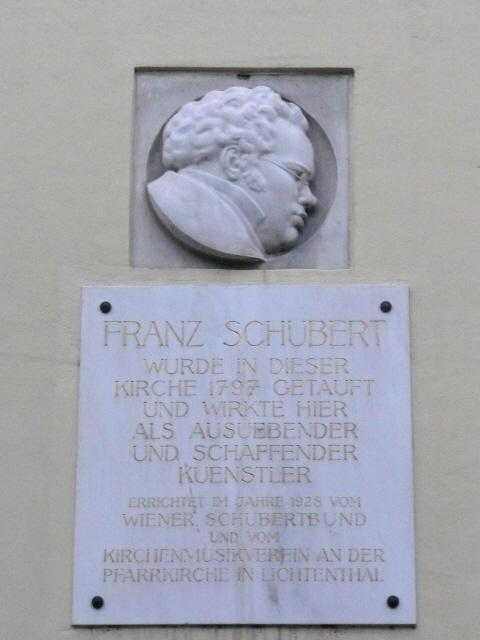 FRANZ SCHUBERT
WURDE IN DIESER
KIRCHE 1797 GETAUFT
UND WIRKTE HIER
ALS AUSUEBENDER
UND SCHAFFENDER
KUENSTLER
ERRICHTET IM JAHRE 1928 VOM
WIENER SCHUBERTBUND
UND VOM
KIRCHENMUSIKVEREIN AN DER
PFARRKIRCHE IN LICHTENTHAL